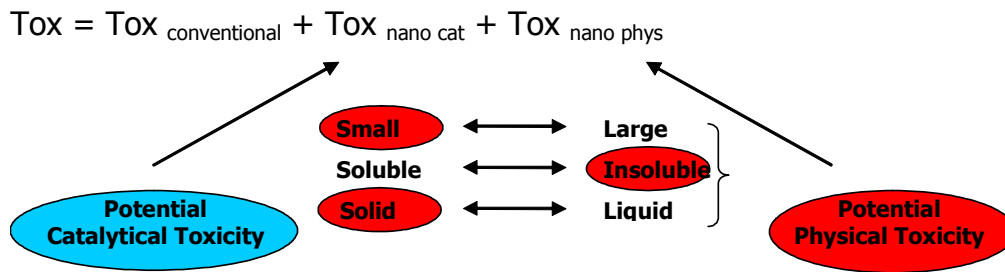 Tox = Tox conventional + Tox nano cat + Tox nano phys
Small Large
Soluble Insoluble
Solid Liquid
Potential
Catalytical Toxicity
Potential
Physical Toxicity